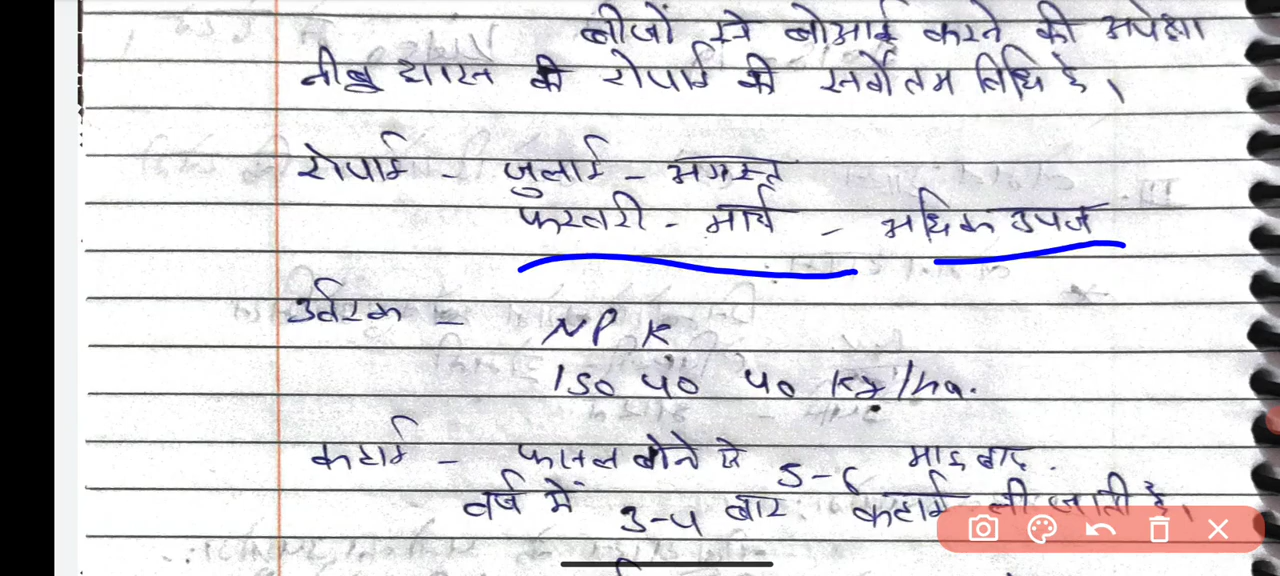 बीजों से बोआई करने की अपेक्षा
नीबू घास की रोपाई की सर्वोतम विधि है।
रोपाई - जुलाई - अगस्त
फरवरी - मार्च - अधिक उपज
उर्वरक - N P K
150 40 40 Kg/ha.
कटाई - फसल बोने से 5-6 माह बाद.
वर्ष में 3-4 बार कटाई ली जाती है।